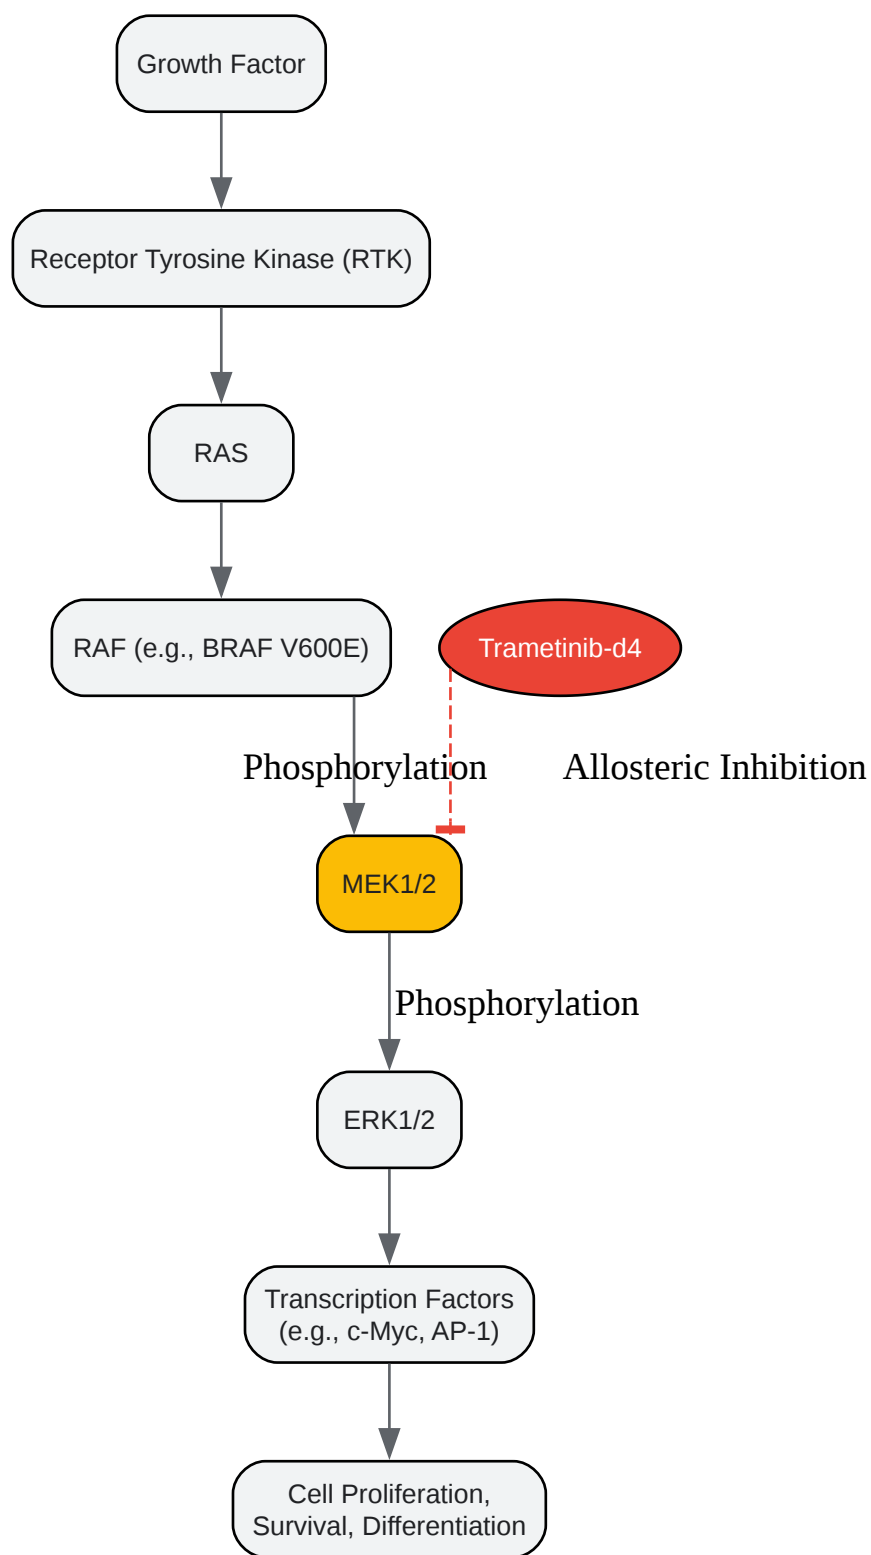 Growth Factor
Receptor Tyrosine Kinase (RTK)
RAS
RAF (e.g., BRAF V600E)
Trametinib-d4
Phosphorylation
Allosteric Inhibition
MEK1/2
Phosphorylation
ERK1/2
Transcription Factors
(e.g., c-Myc, AP-1)
Cell Proliferation,
Survival, Differentiation